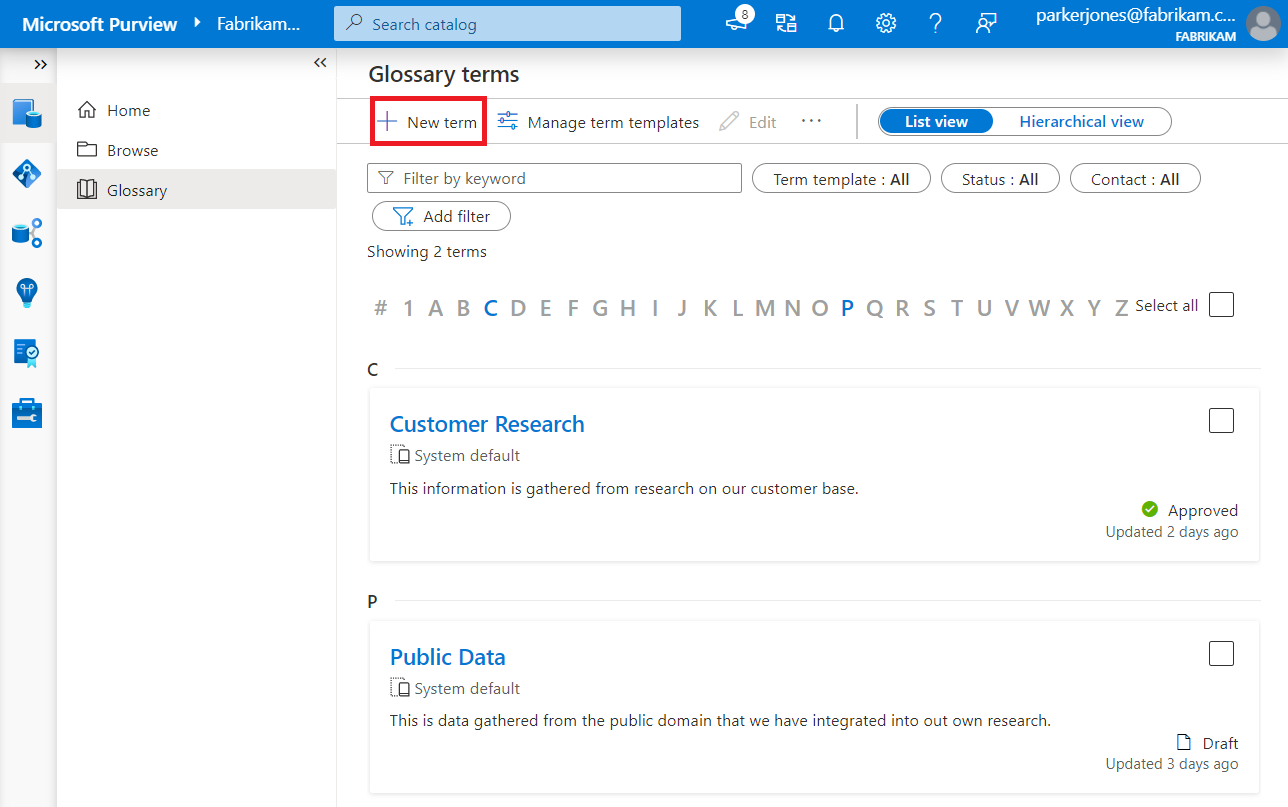 Microsoft Purview Fabrikam... Search catalog 8 parkerjones@fabrikam.c...
FABRIKAM
Home
Browse
Glossary
Glossary terms
New term Manage term templates Edit ... List view Hierarchical view
Filter by keyword Term template : All Status : All Contact : All
Add filter
Showing 2 terms
# 1 A B C D E F G H I J K L M N O P Q R S T U V W X Y Z Select all
C
Customer Research
System default
This information is gathered from research on our customer base.
Approved
Updated 2 days ago
P
Public Data
System default
This is data gathered from the public domain that we have integrated into out own research.
Draft
Updated 3 days ago